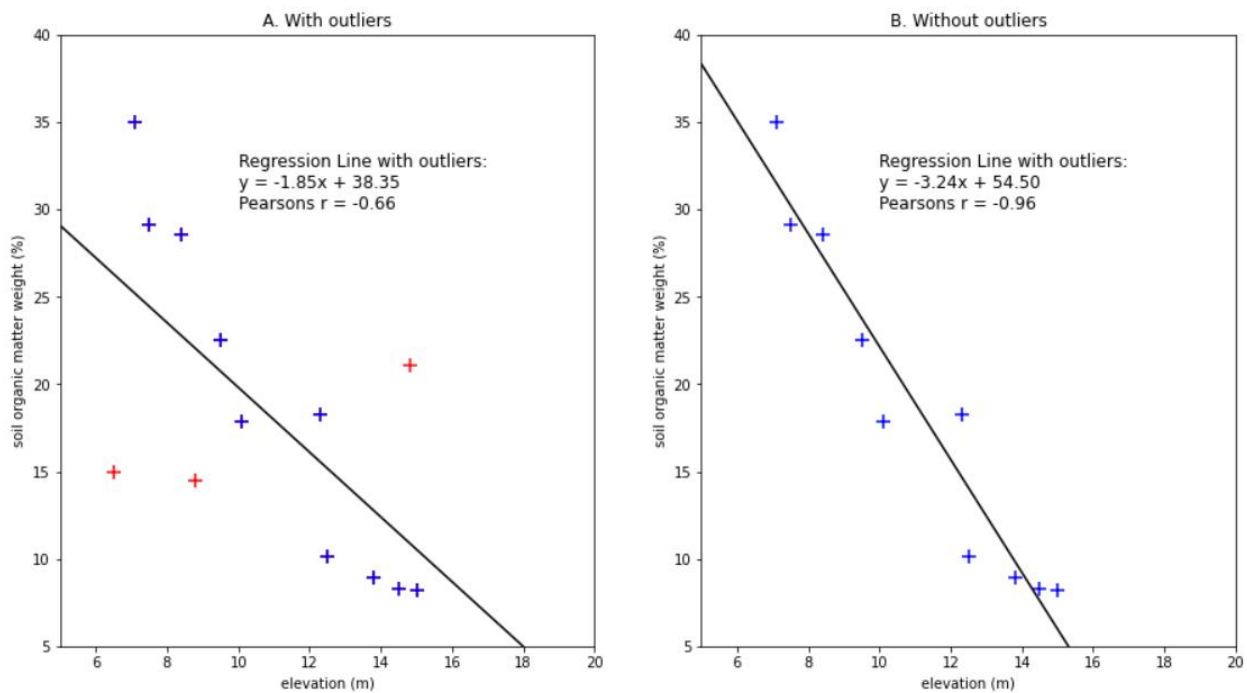 A. With outliers
40
35
30
25
20
15
10
5
soil organic matter weight (%)
Regression Line with outliers:
y = -1.85x + 38.35
Pearsons r = -0.66
6 8 10 12 14 16 18 20
elevation (m)
B. Without outliers
40
35
30
25
20
15
10
5
soil organic matter weight (%)
Regression Line with outliers:
y = -3.24x + 54.50
Pearsons r = -0.96
6 8 10 12 14 16 18 20
elevation (m)